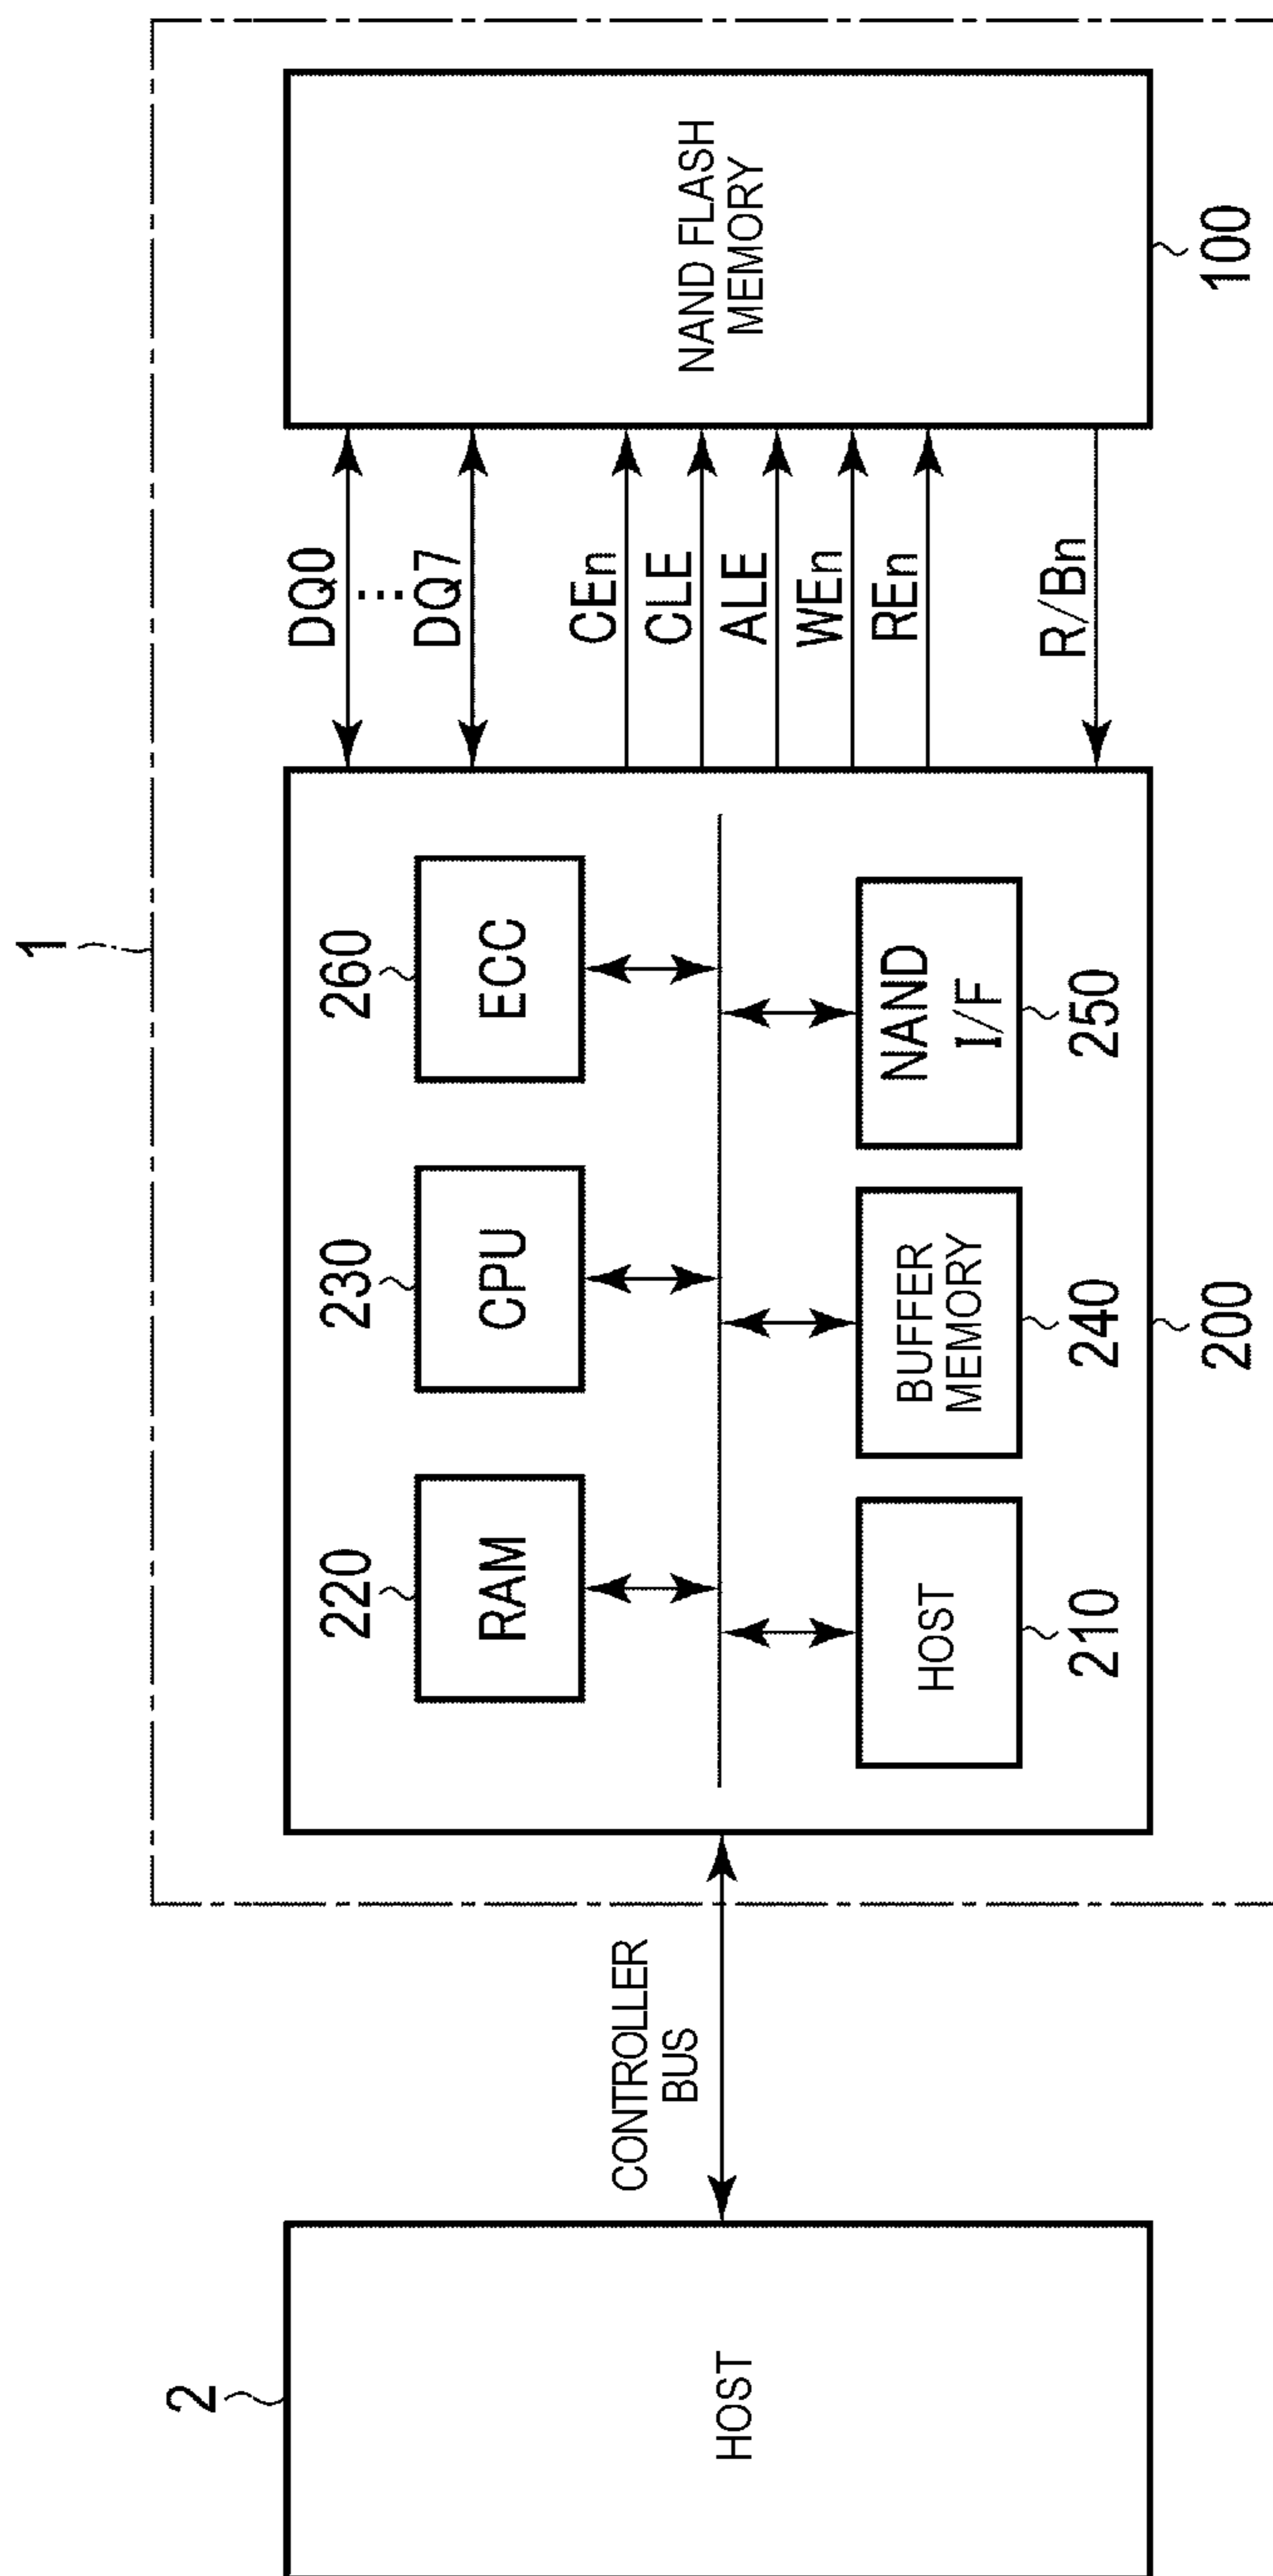 1
2
HOST
CONTROLLER
BUS
220
RAM
230
CPU
260
ECC
HOST
210
BUFFER
MEMORY
240
NAND
I/F
250
200
DQ0
...
DQ7
CEn
CLE
ALE
WEn
REn
R/Bn
NAND FLASH
MEMORY
100